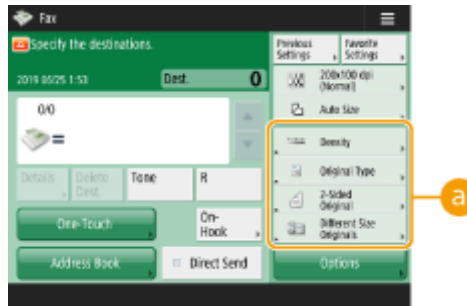 Fax
Specify the destinations.
2019 06/25 1:53
Dest.
0
0/0
=
Details
Delete
Dest.
Tone
R
One-Touch
On-
Hook
Address Book
Direct Send
Previous
Settings
Favorite
Settings
200x100 dpi
(Normal)
Auto Size
Density
Original Type
2-Sided
Original
Different Size
Originals
Options
a